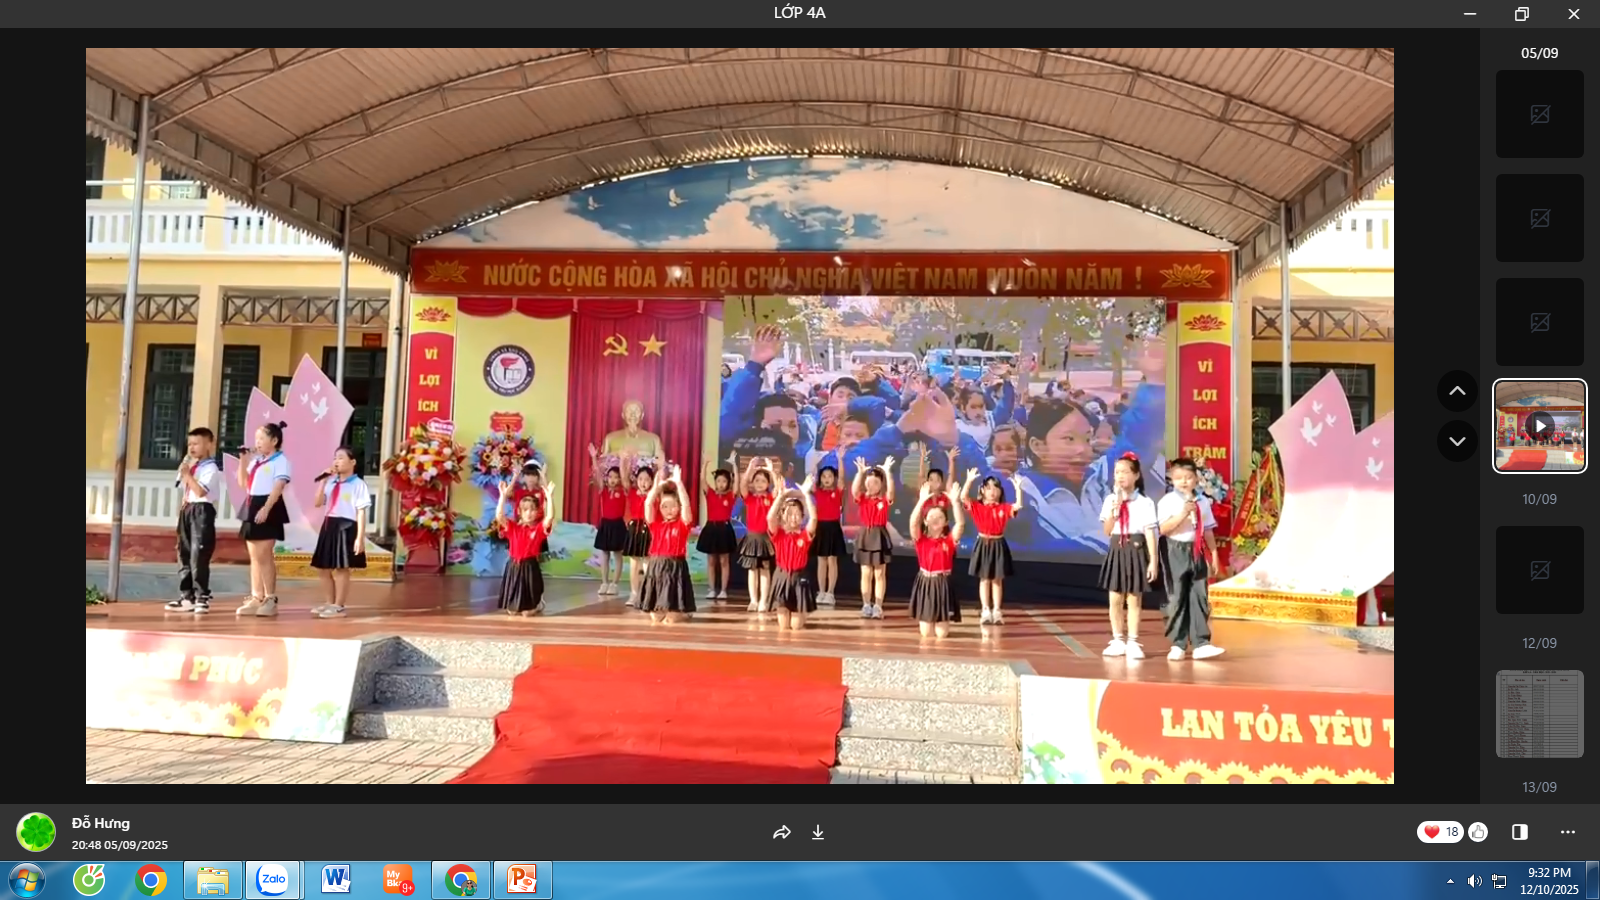 LỚP 4A
05/09
NƯỚC CỘNG HÒA XÃ HỘI CHỦ NGHĨA VIỆT NAM MUÔN NĂM !
VÌ
LỢI
ÍCH
VÌ
LỢI
ÍCH
TRĂM
10/09
12/09
13/09
PHÚC
LAN TỎA YÊU T
Đỗ Hưng
20:48 05/09/2025
18
Zalo
My
9+
9:32 PM
12/10/2025